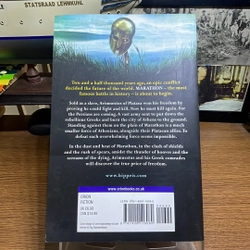 STATSRAAD LEHMKUHL
Two and a half thousand years ago, an epic conflict
decided the future of the world. MARATHON – the most
famous battle in history – is about to begin.
Sold as a slave, Arimnestos of Plataea won his freedom by
proving he could fight and kill. Now he must kill again. For
the Persians are coming. A vast army sent to put down the
rebellious Greeks and burn the city of Athens to the ground.
Standing against them on the plain of Marathon is a much
smaller force of Athenians, alongside their Plataean allies. In
defeat such overwhelming force seems impossible.
In the dust and heat of Marathon, in the clash of shields
and the rush of spears, amidst the thunder of hooves and the
screams of the dying, Arimnestos and his Greek comrades
will discover the true price of freedom.
www.hippeis.com
www.orionbooks.co.uk
ORION
FICTION